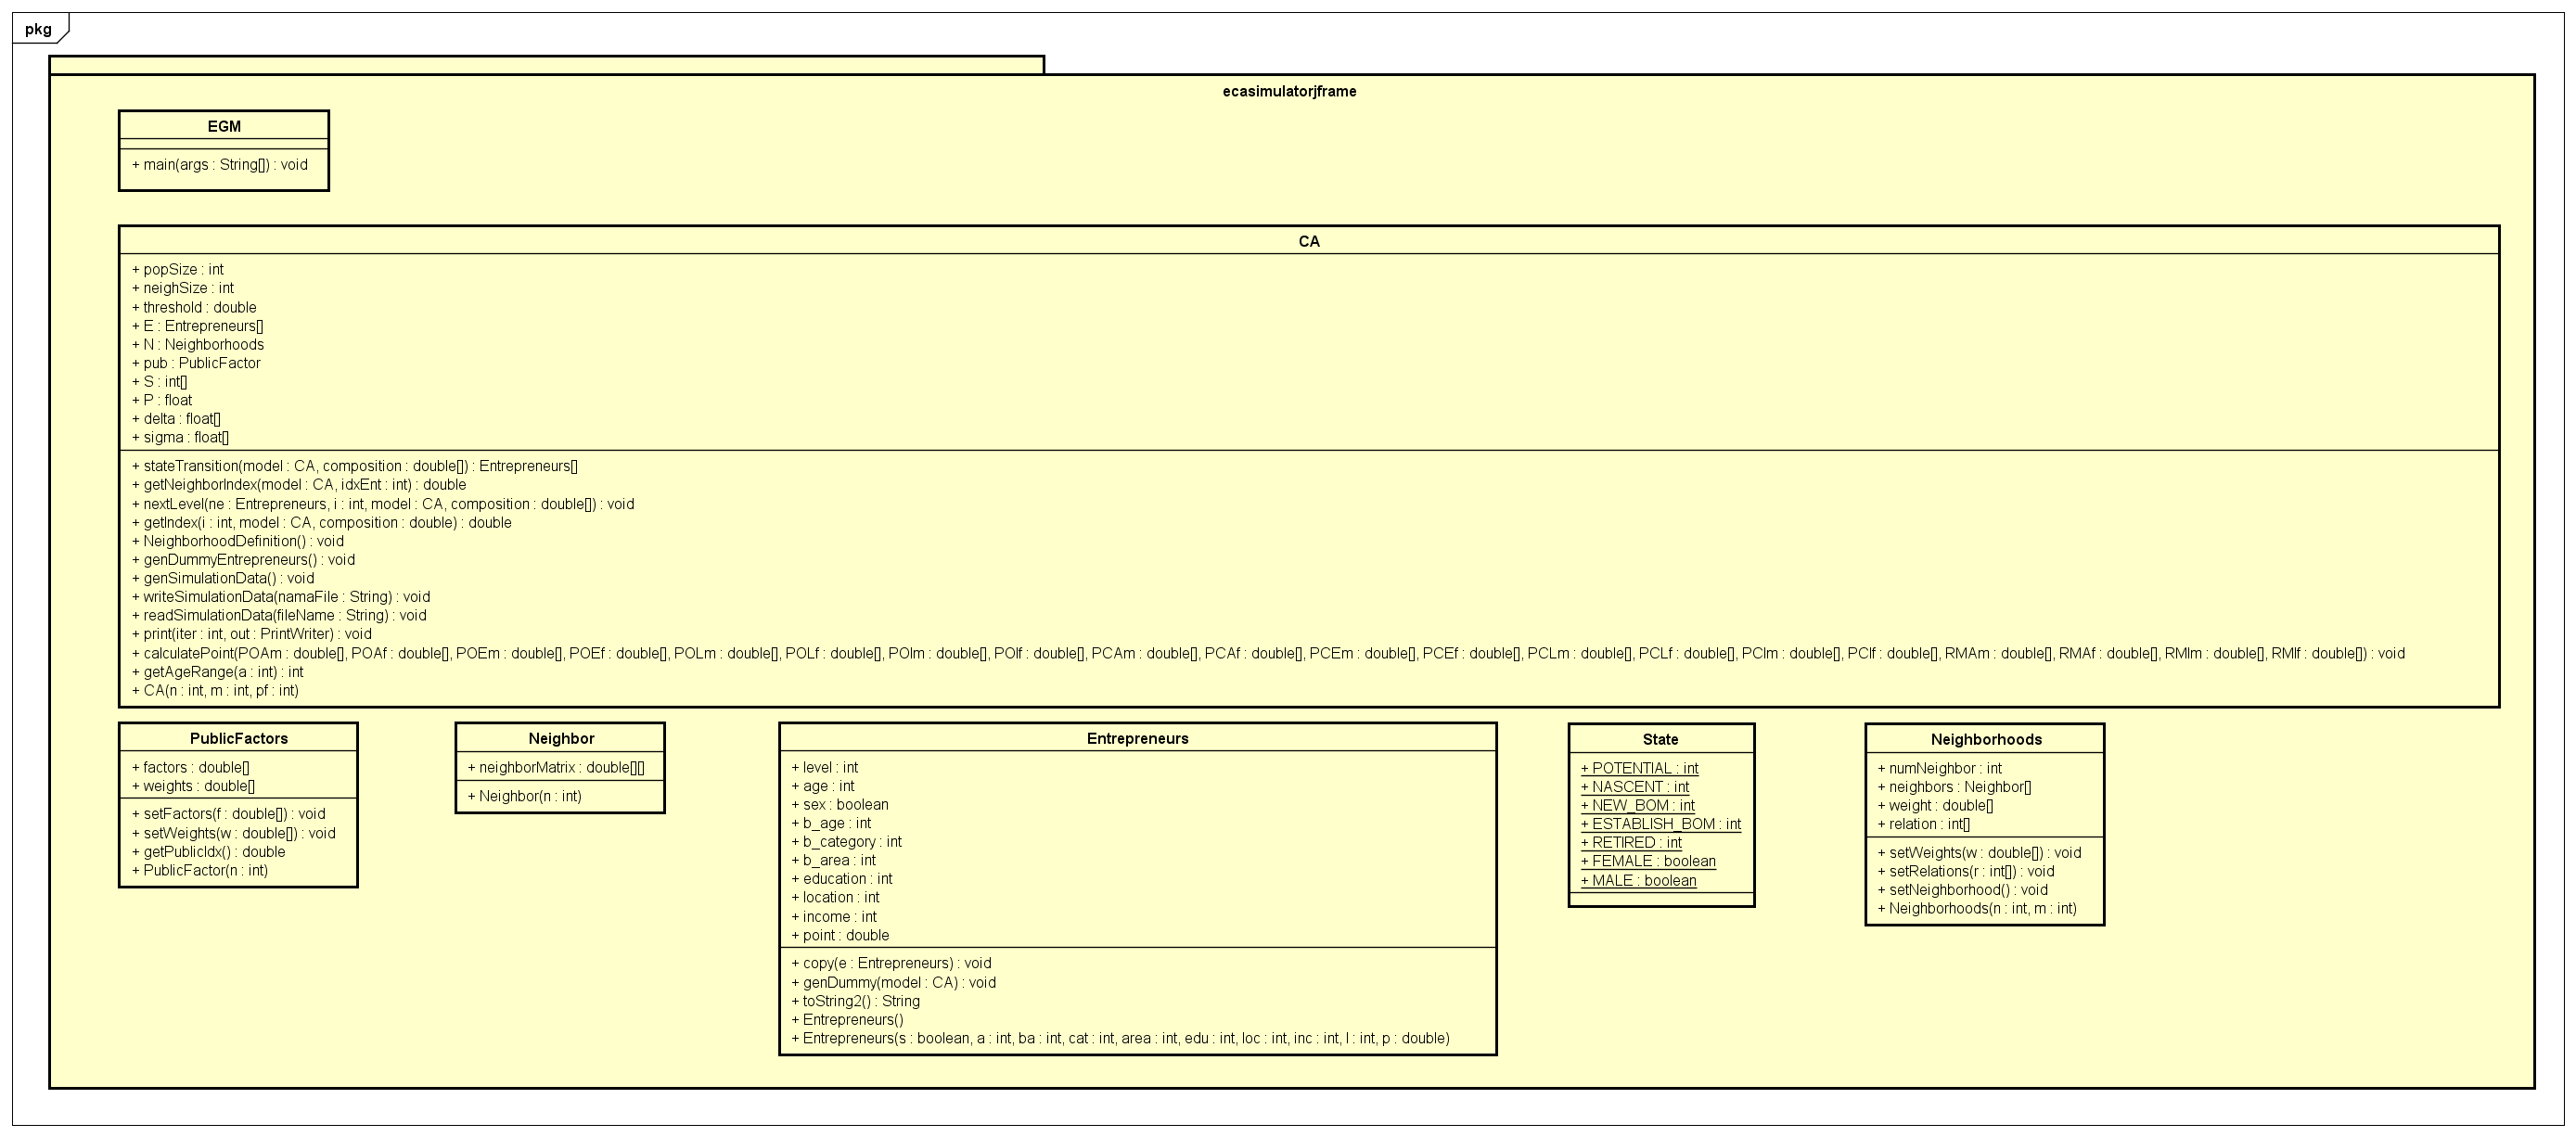 pkg
ecasimulatorjframe
EGM
+ main(args : String[]) : void
CA
+ popSize : int
+ neighSize : int
+ threshold : double
+ E : Entrepreneurs[]
+ N : Neighborhoods
+ pub : PublicFactor
+ S : int[]
+ P : float
+ delta : float[]
+ sigma : float[]
+ stateTransition(model : CA, composition : double[]) : Entrepreneurs[]
+ getNeighborIndex(model : CA, idxEnt : int) : double
+ nextLevel(ne : Entrepreneurs, i : int, model : CA, composition : double[]) : void
+ getIndex(i : int, model : CA, composition : double) : double
+ NeighborhoodDefinition() : void
+ genDummyEntrepreneurs() : void
+ genSimulationData() : void
+ writeSimulationData(namaFile : String) : void
+ readSimulationData(fileName : String) : void
+ print(iter : int, out : PrintWriter) : void
+ calculatePoint(POAm : double[], POAf : double[], POEm : double[], POEf : double[], POLm : double[], POLf : double[], POIm : double[], POIf : double[], PCAm : double[], PCAf : double[], PCEm : double[], PCEf : double[], PCLm : double[], PCLf : double[], PCIm : double[], PCIf : double[], RMAm : double[], RMAf : double[], RMIm : double[], RMIf : double[]) : void
+ getAgeRange(a : int) : int
+ CA(n : int, m : int, pf : int)
PublicFactors
+ factors : double[]
+ weights : double[]
+ setFactors(f : double[]) : void
+ setWeights(w : double[]) : void
+ getPublicIdx() : double
+ PublicFactor(n : int)
Neighbor
+ neighborMatrix : double[][]
+ Neighbor(n : int)
Entrepreneurs
+ level : int
+ age : int
+ sex : boolean
+ b_age : int
+ b_category : int
+ b_area : int
+ education : int
+ location : int
+ income : int
+ point : double
+ copy(e : Entrepreneurs) : void
+ genDummy(model : CA) : void
+ toString2() : String
+ Entrepreneurs()
+ Entrepreneurs(s : boolean, a : int, ba : int, cat : int, area : int, edu : int, loc : int, inc : int, l : int, p : double)
State
+ POTENTIAL : int
+ NASCENT : int
+ NEW_BOM : int
+ ESTABLISH_BOM : int
+ RETIRED : int
+ FEMALE : boolean
+ MALE : boolean
Neighborhoods
+ numNeighbor : int
+ neighbors : Neighbor[]
+ weight : double[]
+ relation : int[]
+ setWeights(w : double[]) : void
+ setRelations(r : int[]) : void
+ setNeighborhood() : void
+ Neighborhoods(n : int, m : int)